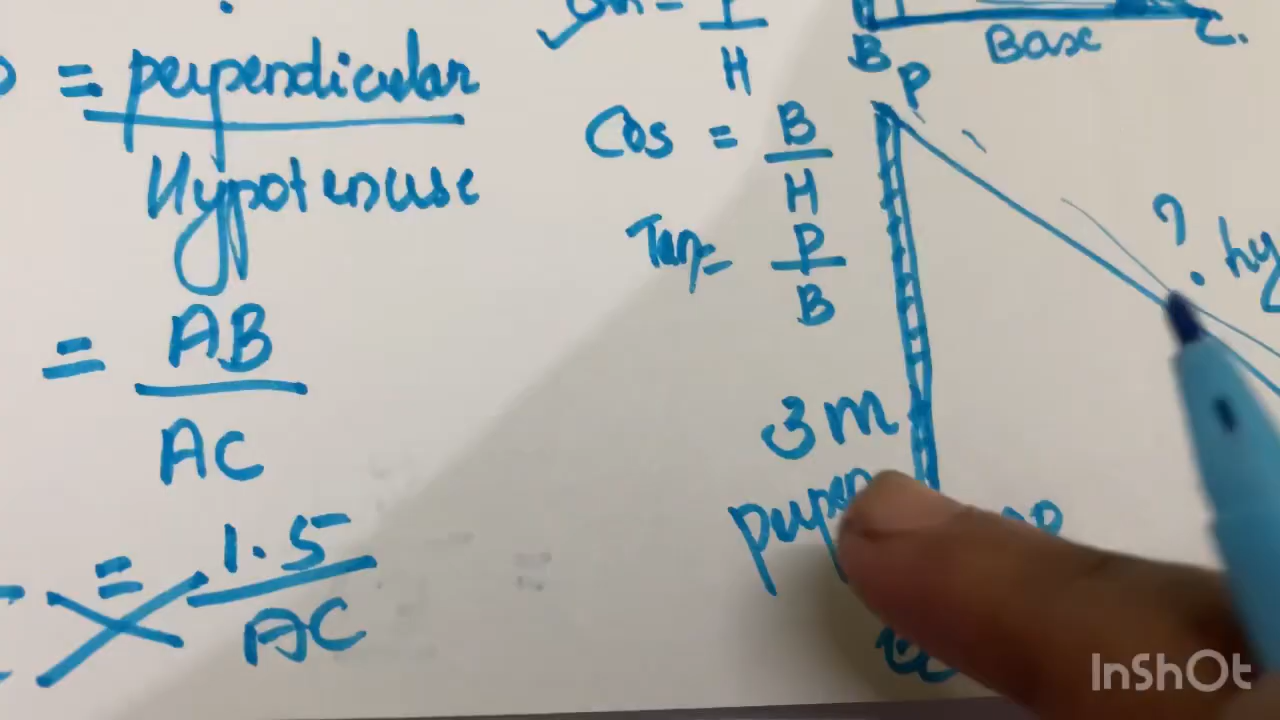 = perpendicular
Hypotenuse
= AB
AC
= 1.5
AC
H
Cos = B
H
Tan = P
B
B
Base
C.
P
?
3m
InShOt